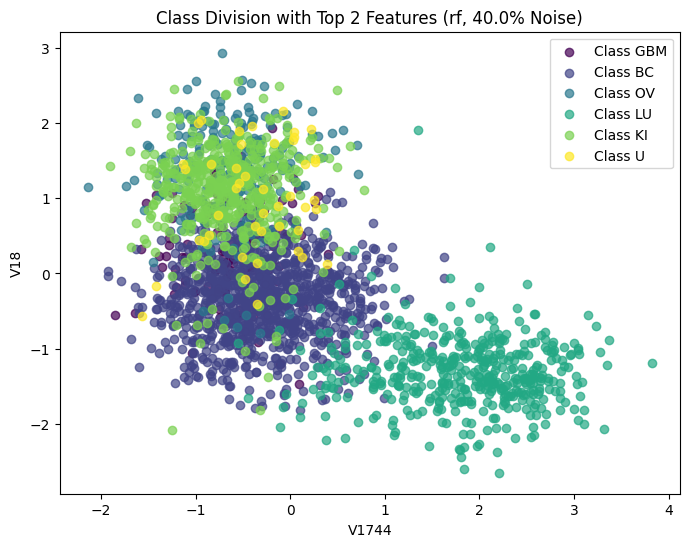 Class Division with Top 2 Features (rf, 40.0% Noise)
Class GBM
Class BC
Class OV
Class LU
Class KI
Class U
3
2
1
0
−1
−2
V18
−2
−1
0
1
2
3
4
V1744